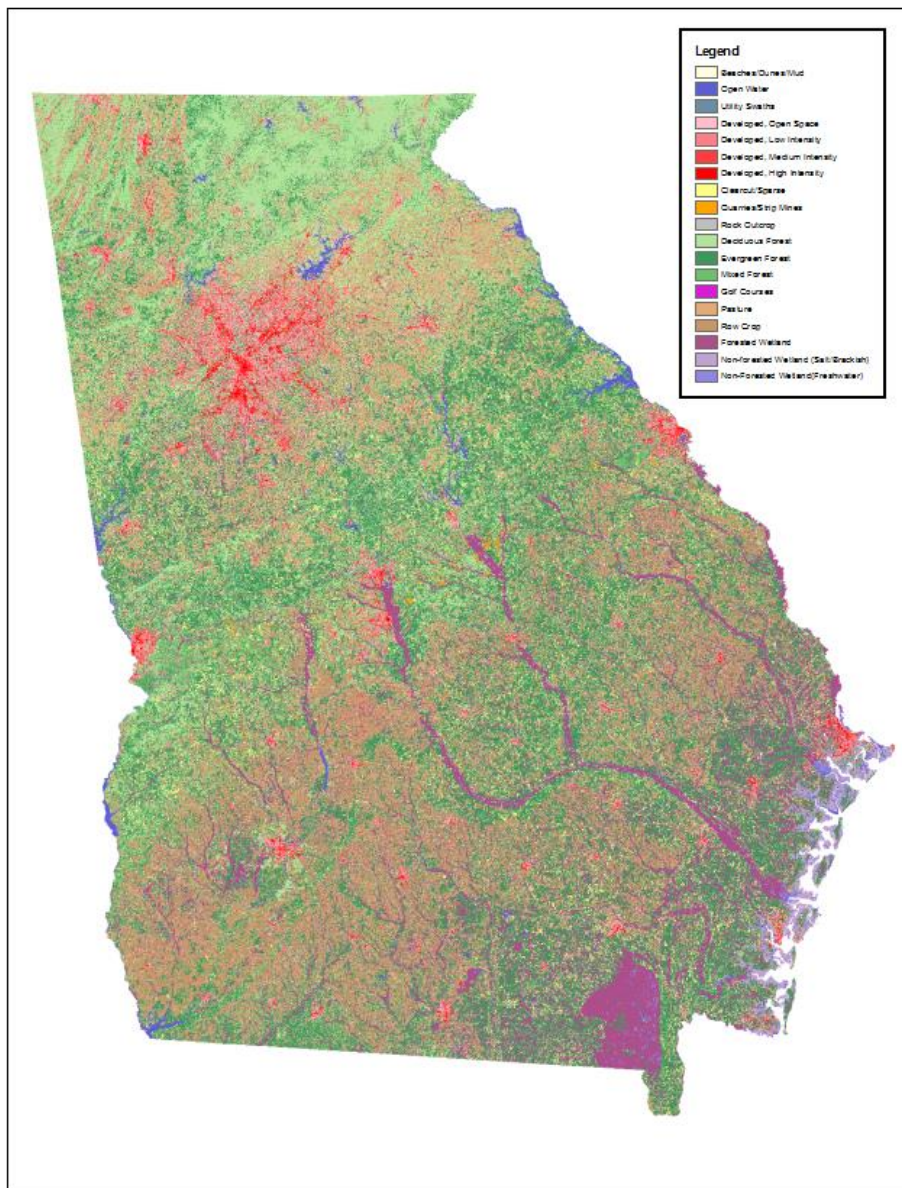 Legend
Beaches/Dunes/Mud
Open Water
Utility Swaths
Developed, Open Space
Developed, Low Intensity
Developed, Medium Intensity
Developed, High Intensity
Clearcut/Sparse
Quarries/Strip Mines
Rock Outcrop
Deciduous Forest
Evergreen Forest
Mixed Forest
Golf Courses
Pasture
Row Crop
Forested Wetland
Non-forested Wetland (Salt/Brackish)
Non-Forested Wetland(Freshwater)